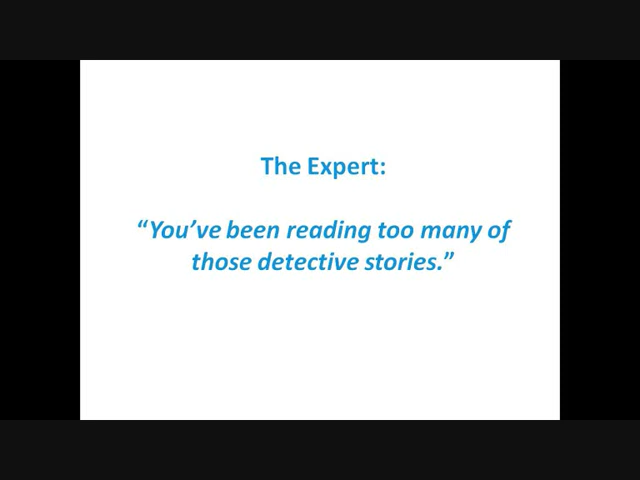 The Expert:
“You’ve been reading too many of
those detective stories.”